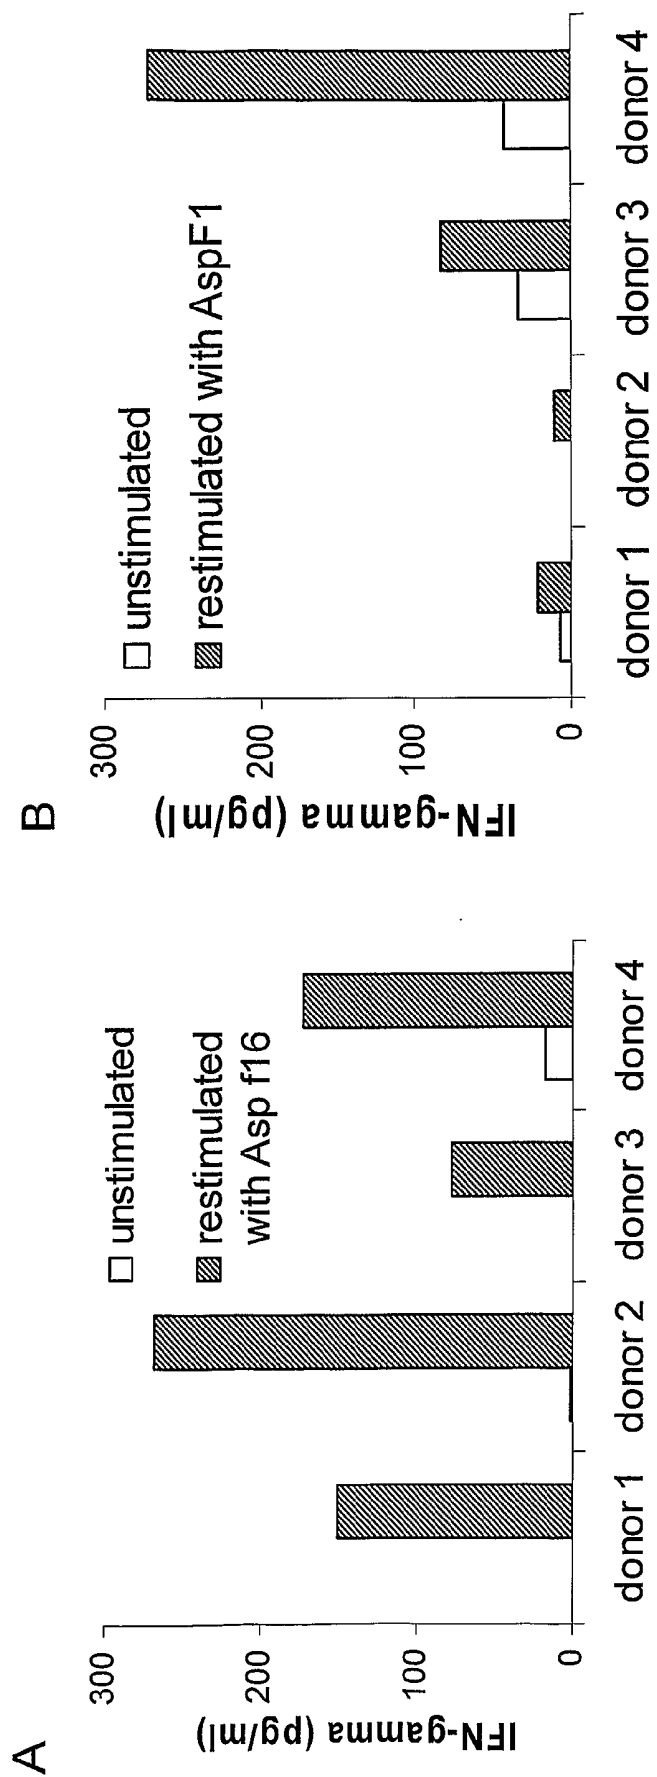 A
IFN-gamma (pg/ml)
300
200
100
0
unstimulated
restimulated
with Asp f16
donor 1 donor 2 donor 3 donor 4
B
IFN-gamma (pg/ml)
300
200
100
0
unstimulated
restimulated with AspF1
donor 1 donor 2 donor 3 donor 4